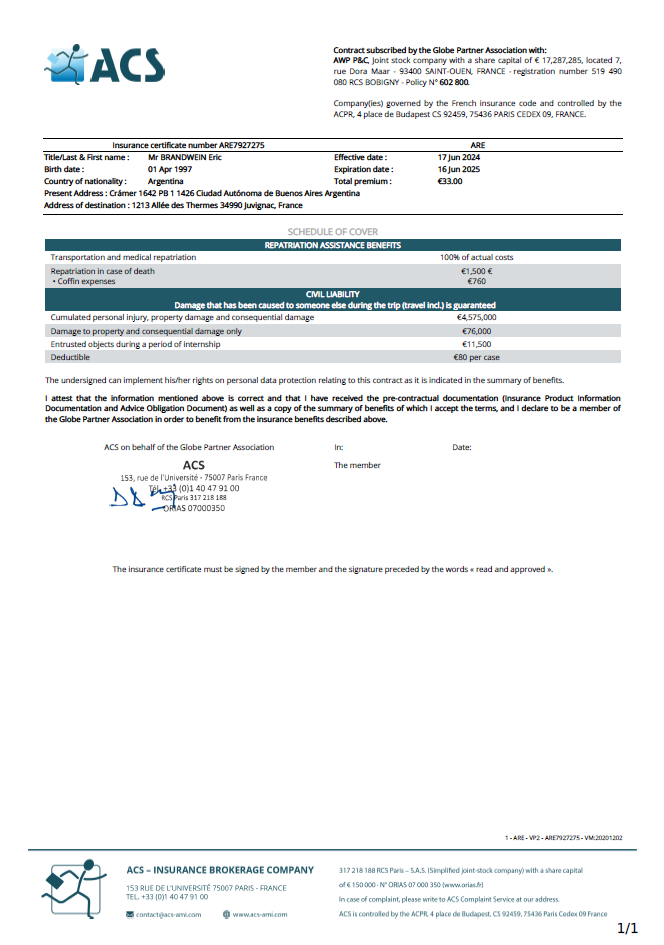 ACS
Contract subscribed by the Globe Partner Association with:
AWP P&C, Joint stock company with a share capital of € 17,287,285, located 7,
rue Dora Maar - 93400 SAINT-OUEN, FRANCE - registration number 519 490
080 RCS BOBIGNY - Policy N° 602 800.
Company(ies) governed by the French insurance code and controlled by the
ACPR, 4 place de Budapest CS 92459, 75436 PARIS CEDEX 09, FRANCE.
Insurance certificate number ARE7927275 ARE
Title/Last & First name : Mr BRANDWEIN Eric Effective date : 17 Jun 2024
Birth date : 01 Apr 1997 Expiration date : 16 Jun 2025
Country of nationality : Argentina Total premium : €33.00
Present Address : Crámer 1642 PB 1 1426 Ciudad Autónoma de Buenos Aires Argentina
Address of destination : 1213 Allée des Thermes 34990 Juvignac, France
SCHEDULE OF COVER
REPATRIATION ASSISTANCE BENEFITS
Transportation and medical repatriation 100% of actual costs
Repatriation in case of death €1,500 €
• Coffin expenses €760
CIVIL LIABILITY
Damage that has been caused to someone else during the trip (travel incl.) is guaranteed
Cumulated personal injury, property damage and consequential damage €4,575,000
Damage to property and consequential damage only €76,000
Entrusted objects during a period of internship €11,500
Deductible €80 per case
The undersigned can implement his/her rights on personal data protection relating to this contract as it is indicated in the summary of benefits.
I attest that the information mentioned above is correct and that I have received the pre-contractual documentation (Insurance Product Information
Documentation and Advice Obligation Document) as well as a copy of the summary of benefits of which I accept the terms, and I declare to be a member of
the Globe Partner Association in order to benefit from the insurance benefits described above.
ACS on behalf of the Globe Partner Association In: Date:
The member
ACS
153, rue de l'Université - 75007 Paris France
Tél. +33 (0)1 40 47 91 00
RCS Paris 317 218 188
ORIAS 07000350
The insurance certificate must be signed by the member and the signature preceded by the words « read and approved ».
1 - ARE - VP2 - ARE7927275 - VM:20201202
ACS – INSURANCE BROKERAGE COMPANY
153 RUE DE L'UNIVERSITÉ 75007 PARIS - FRANCE
TEL. +33 (0)1 40 47 91 00
contact@acs-ami.com www.acs-ami.com
317 218 188 RCS Paris – S.A.S. (Simplified joint-stock company) with a share capital
of € 150 000 - N° ORIAS 07 000 350 (www.orias.fr)
In case of complaint, please write to ACS Complaint Service at our address.
ACS is controlled by the ACPR, 4 place de Budapest, CS 92459, 75436 Paris Cedex 09 France
1/1